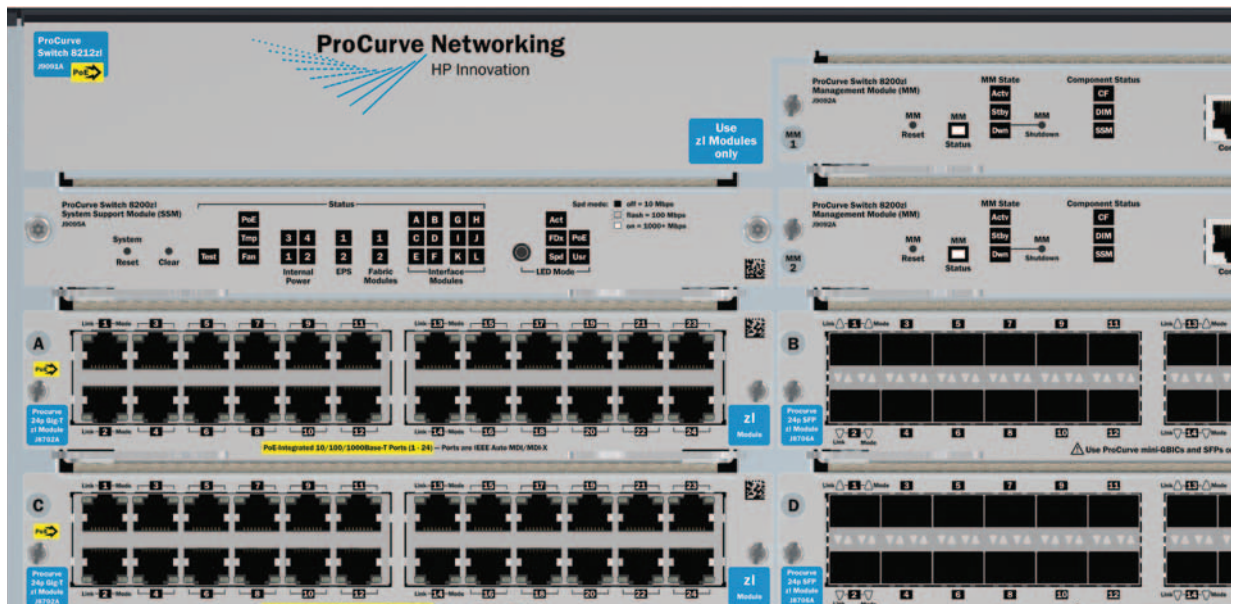 ProCurve
Switch 8212zl
J9091A
PoE
ProCurve Networking
HP Innovation
Use
zl Modules
only
ProCurve Switch 8200zl
Management Module (MM)
J9092A
MM
1
MM
Reset
MM
Status
MM State
Actv
Stby
Dwn
MM
Shutdown
Component Status
CF
DIM
SSM
ProCurve Switch 8200zl
System Support Module (SSM)
J9095A
System
Reset
Clear
Status
Test
PoE
Tmp
Fan
3 4
1 2
Internal
Power
1
2
EPS
1
2
Fabric
Modules
A B G H
C D I J
E F K L
Interface
Modules
Spd mode: off = 10 Mbps
flash = 100 Mbps
on = 1000+ Mbps
Act
FDx PoE
Spd Usr
LED Mode
ProCurve Switch 8200zl
Management Module (MM)
J9092A
MM
2
MM
Reset
MM
Status
MM State
Actv
Stby
Dwn
MM
Shutdown
Component Status
CF
DIM
SSM
A
PoE
Link 1 Mode 3 5 7 9 11 Link 13 Mode 15 17 19 21 23
Link 2 Mode 4 6 8 10 12 Link 14 Mode 16 18 20 22 24
Procurve
24p Gig-T
zl Module
J8702A
PoE-Integrated 10/100/1000Base-T Ports (1 - 24) – Ports are IEEE Auto MDI/MDI-X
zl
Module
B
Link 1 Mode 3 5 7 9 11 Link 13 Mode
Link 2 Mode 4 6 8 10 12 Link 14 Mode
Procurve
24p SFP
zl Module
J8706A
Use ProCurve mini-GBICs and SFPs
C
PoE
Link 1 Mode 3 5 7 9 11 Link 13 Mode 15 17 19 21 23
Link 2 Mode 4 6 8 10 12 Link 14 Mode 16 18 20 22 24
Procurve
24p Gig-T
zl Module
J8702A
zl
Module
D
Link 1 Mode 3 5 7 9 11 Link 13 Mode
Link 2 Mode 4 6 8 10 12 Link 14 Mode
Procurve
24p SFP
zl Module
J8706A